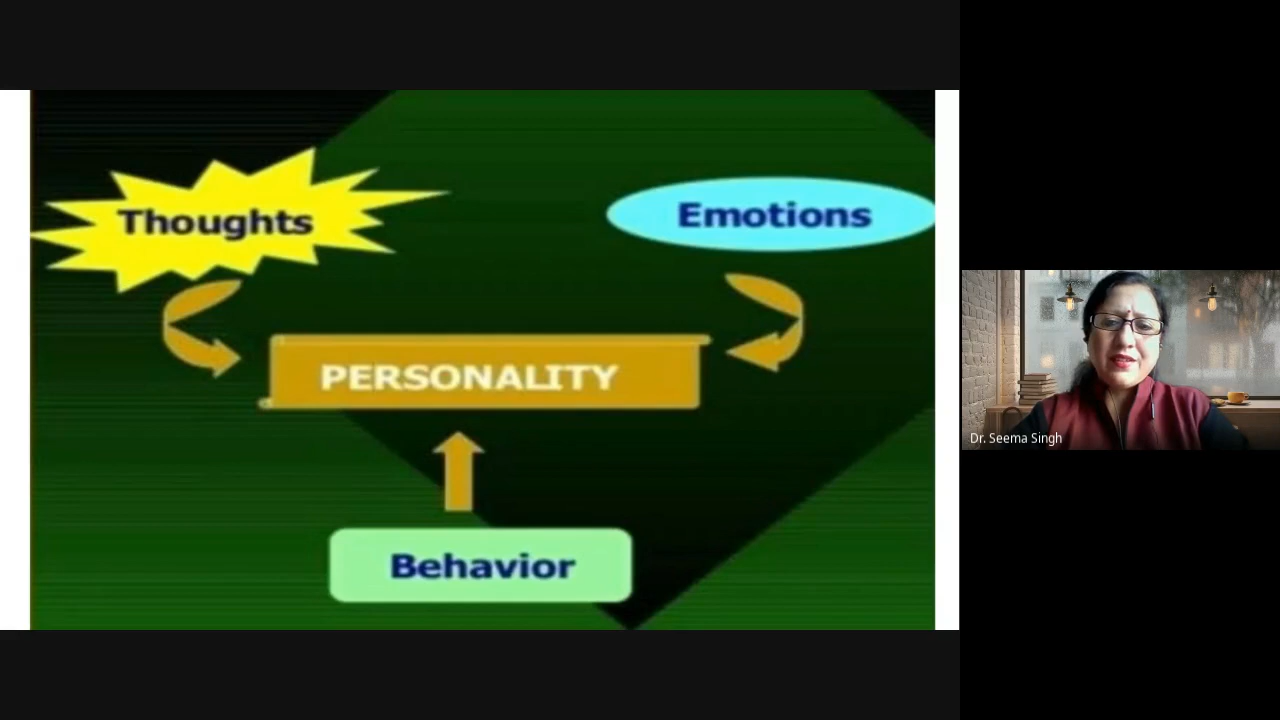 Thoughts
Emotions
PERSONALITY
Behavior
Dr. Seema Singh